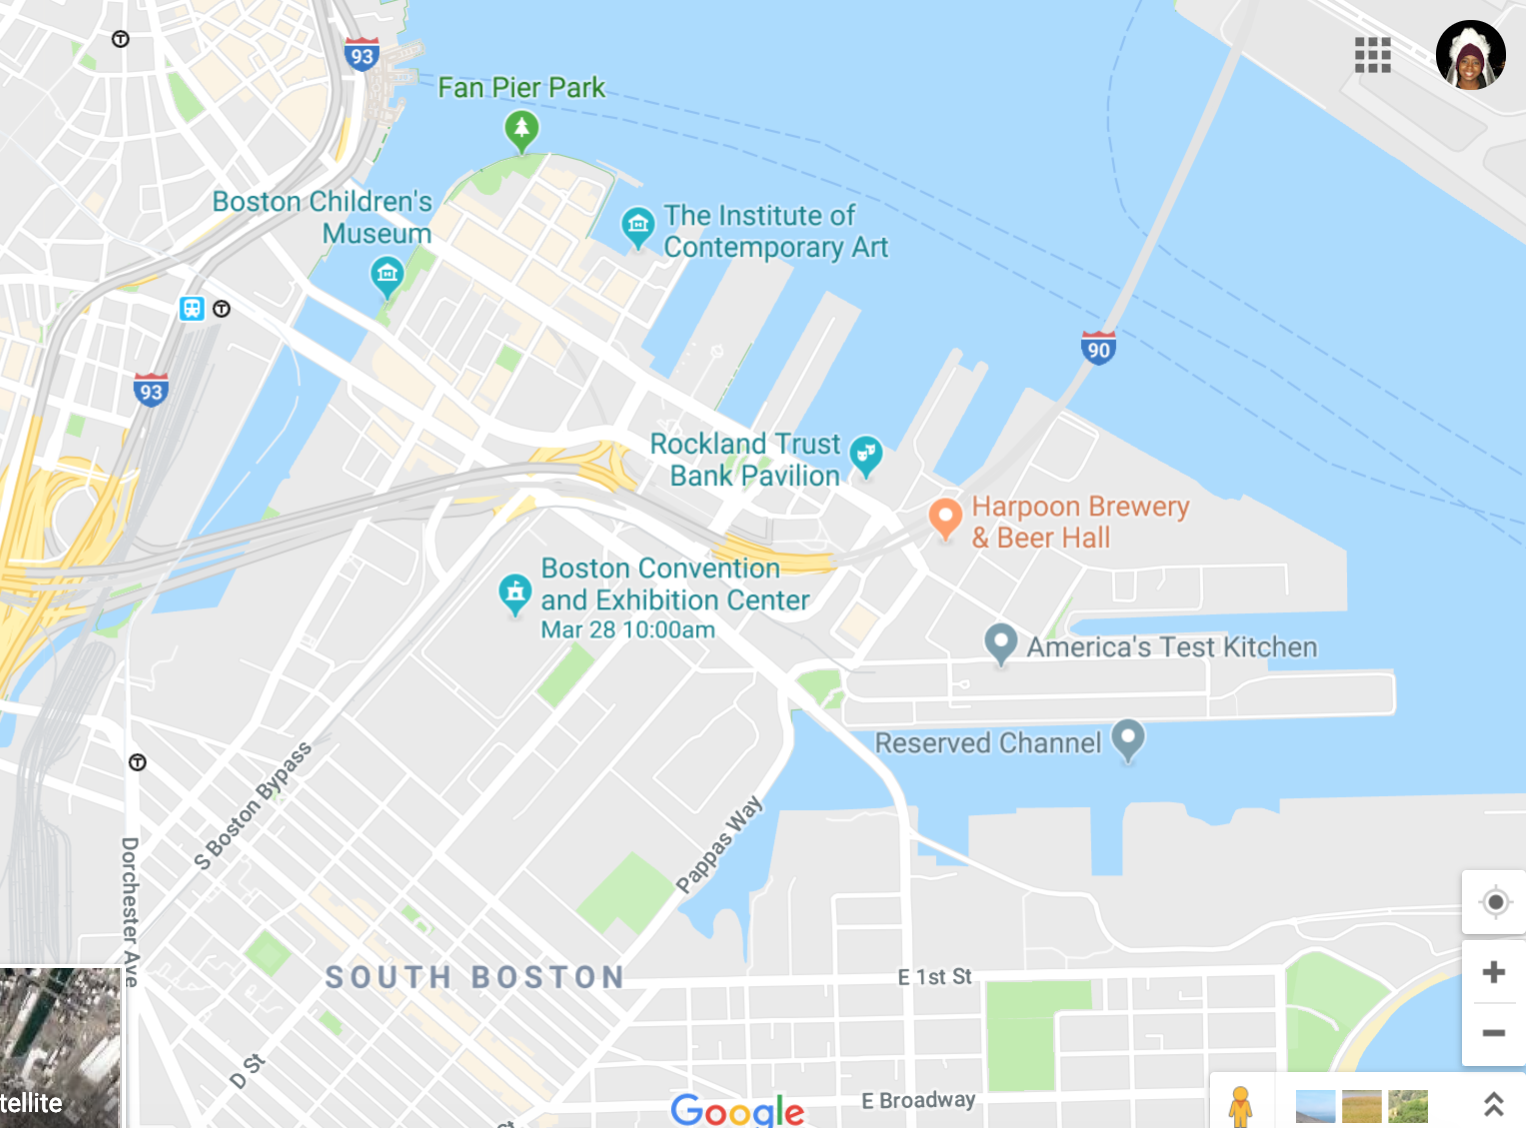 T
93
Fan Pier Park
Boston Children's
Museum
The Institute of
Contemporary Art
T
93
90
Rockland Trust
Bank Pavilion
Harpoon Brewery
& Beer Hall
Boston Convention
and Exhibition Center
Mar 28 10:00am
America's Test Kitchen
Reserved Channel
T
S Boston Bypass
Pappas Way
Dorchester Ave
SOUTH BOSTON
E 1st St
D St
tellite
Google
E Broadway
St